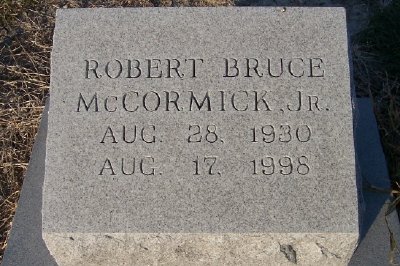 ROBERT BRUCE
McCORMICK, JR.
AUG. 28, 1930
AUG. 17, 1998